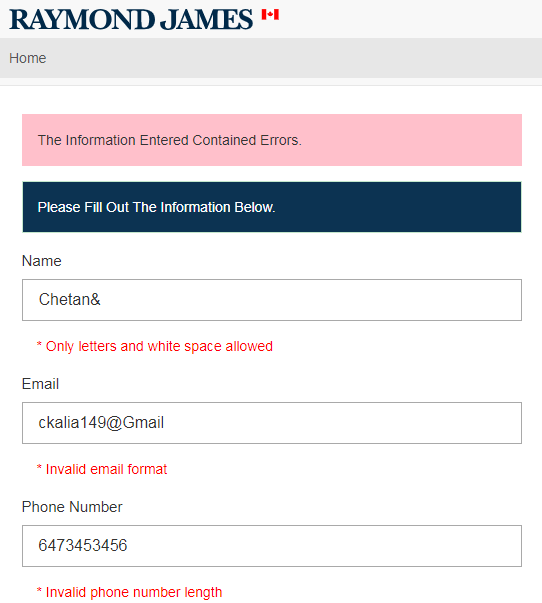 RAYMOND JAMES
Home
The Information Entered Contained Errors.
Please Fill Out The Information Below.
Name
Chetan&
* Only letters and white space allowed
Email
ckalia149@Gmail
* Invalid email format
Phone Number
6473453456
* Invalid phone number length